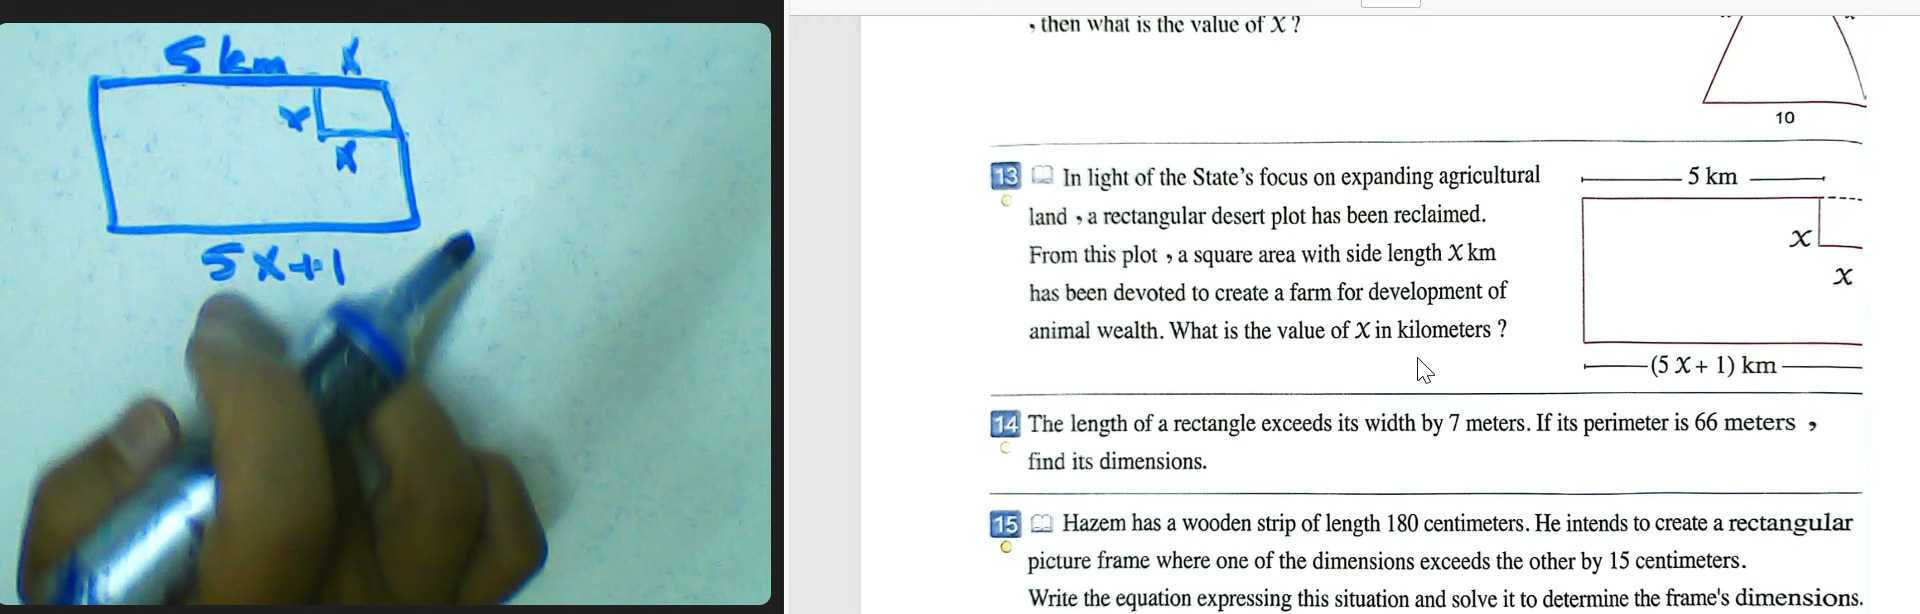 5 km x
x
x
5x+1
, then what is the value of X ?
10
13 In light of the State's focus on expanding agricultural
land , a rectangular desert plot has been reclaimed.
From this plot , a square area with side length X km
has been devoted to create a farm for development of
animal wealth. What is the value of X in kilometers ?
5 km
X
X
(5 X + 1) km
14 The length of a rectangle exceeds its width by 7 meters. If its perimeter is 66 meters ,
find its dimensions.
15 Hazem has a wooden strip of length 180 centimeters. He intends to create a rectangular
picture frame where one of the dimensions exceeds the other by 15 centimeters.
Write the equation expressing this situation and solve it to determine the frame's dimensions.